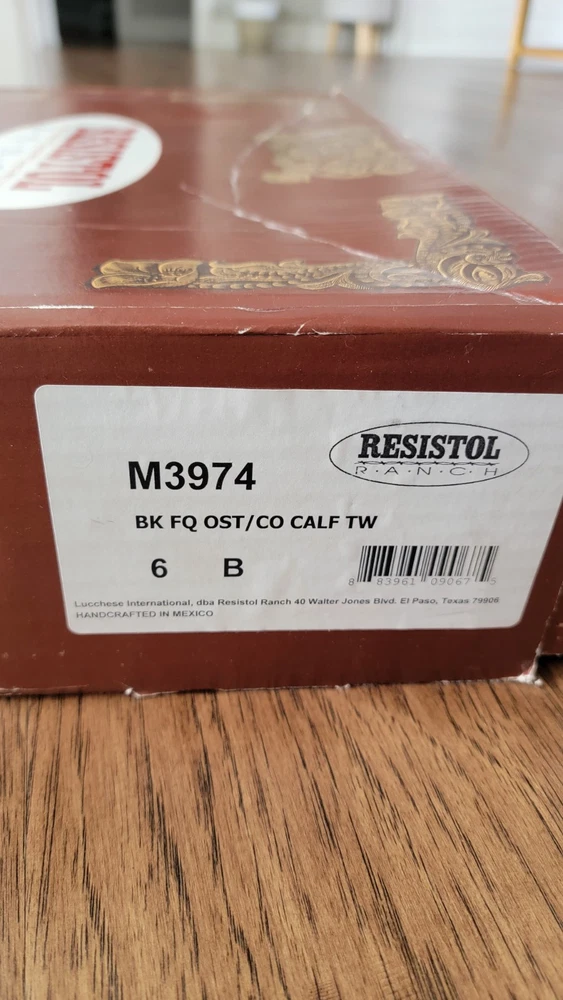 RESISTOL
RESISTOL
R·A·N·C·H
M3974
BK FQ OST/CO CALF TW
6 B
8 83961 09067 5
Lucchese International, dba Resistol Ranch 40 Walter Jones Blvd. El Paso, Texas 79906
HANDCRAFTED IN MEXICO